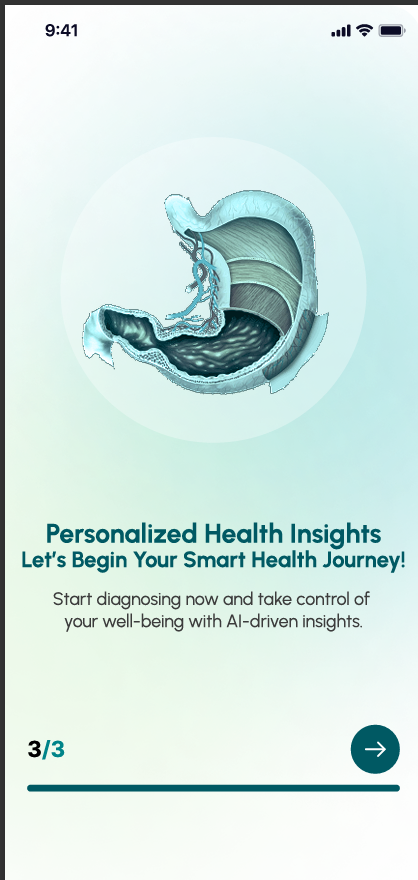 9:41
Personalized Health Insights
Let's Begin Your Smart Health Journey!
Start diagnosing now and take control of
your well-being with AI-driven insights.
3/3